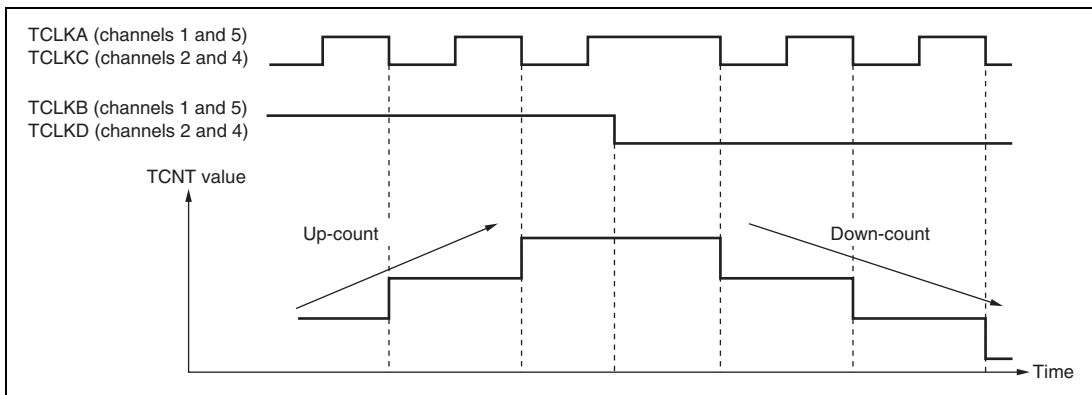 TCLKA (channels 1 and 5)
TCLKC (channels 2 and 4)
TCLKB (channels 1 and 5)
TCLKD (channels 2 and 4)
TCNT value
Up-count
Down-count
Time